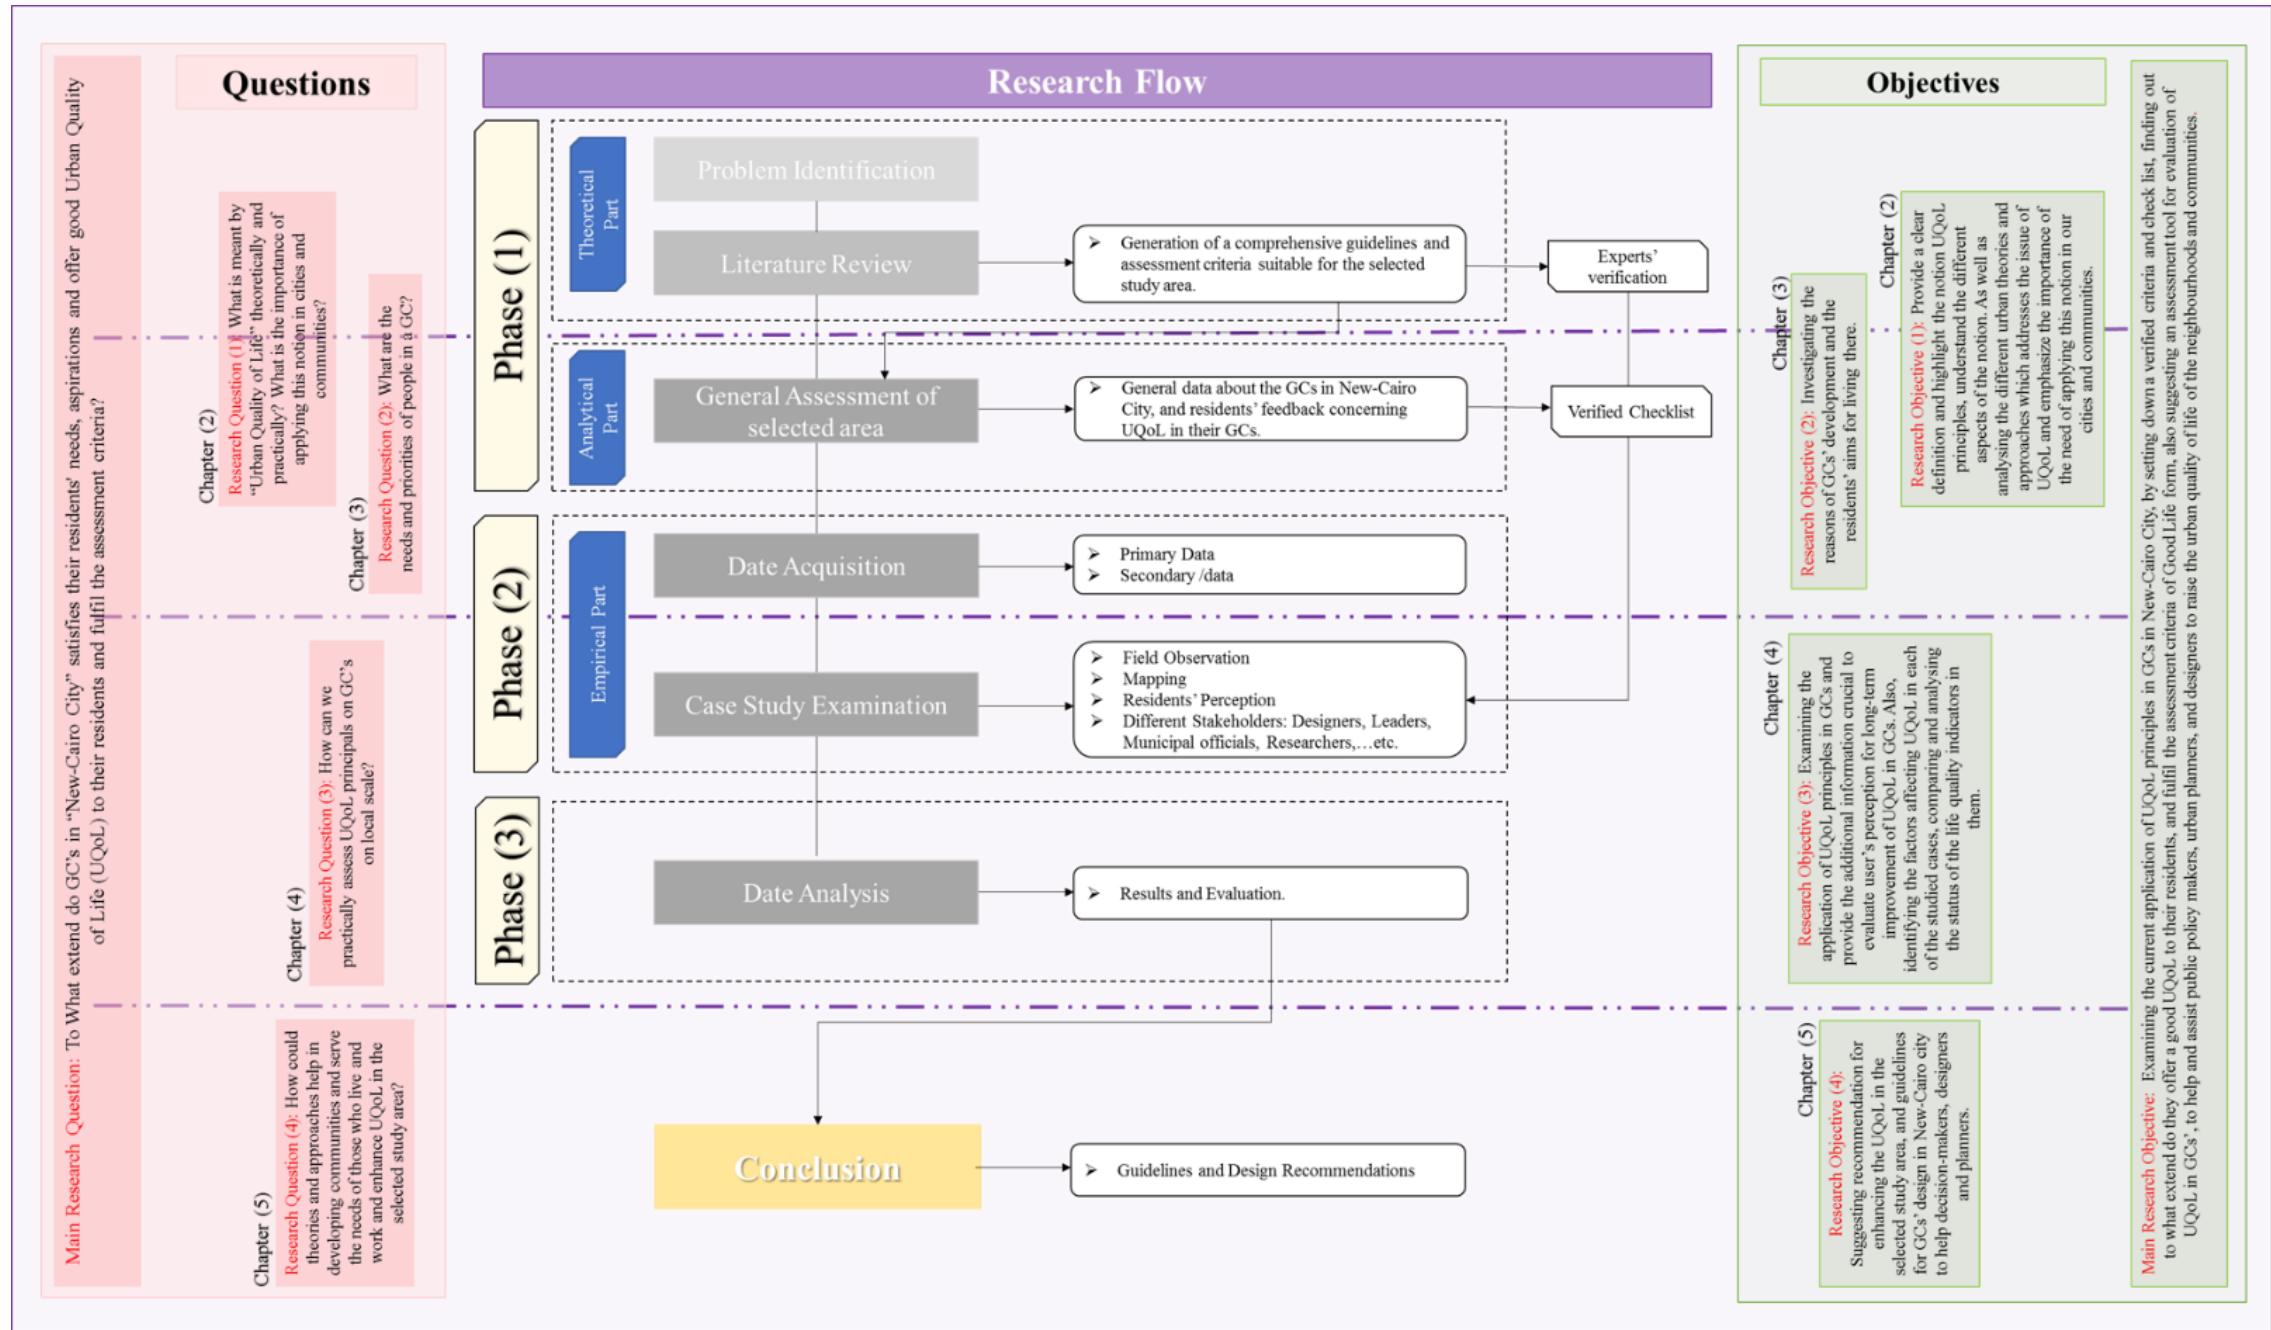 Main Research Question: To What extend do GC's in “New-Cairo City” satisfies their residents' needs, aspirations and offer good Urban Quality
of Life (UQoL) to their residents and fulfil the assessment criteria?
Questions
Chapter (2)
Research Question (1): What is meant by
“Urban Quality of Life” theoretically and
practically? What is the importance of
applying this notion in cities and
communities?
Chapter (3)
Research Question (2): What are the
needs and priorities of people in a GC?
Chapter (4)
Research Question (3): How can we
practically assess UQoL principals on GC's
on local scale?
Chapter (5)
Research Question (4): How could
theories and approaches help in
developing communities and serve
the needs of those who live and
work and enhance UQoL in the
selected study area?
Research Flow
Phase (1)
Theoretical
Part
Problem Identification
Literature Review
➢ Generation of a comprehensive guidelines and
assessment criteria suitable for the selected
study area.
Experts'
verification
Analytical
Part
General Assessment of
selected area
➢ General data about the GCs in New-Cairo
City, and residents' feedback concerning
UQoL in their GCs.
Verified Checklist
Phase (2)
Empirical Part
Date Acquisition
➢ Primary Data
➢ Secondary /data
Case Study Examination
➢ Field Observation
➢ Mapping
➢ Residents' Perception
➢ Different Stakeholders: Designers, Leaders,
Municipal officials, Researchers,…etc.
Phase (3)
Date Analysis
➢ Results and Evaluation.
Conclusion
➢ Guidelines and Design Recommendations
Objectives
Chapter (2)
Research Objective (1): Provide a clear
definition and highlight the notion UQoL
principles, understand the different
aspects of the notion. As well as
analysing the different urban theories and
approaches which addresses the issue of
UQoL and emphasize the importance of
the need of applying this notion in our
cities and communities.
Chapter (3)
Research Objective (2): Investigating the
reasons of GCs' development and the
residents' aims for living there.
Chapter (4)
Research Objective (3): Examining the
application of UQoL principles in GCs and
provide the additional information crucial to
evaluate user's perception for long-term
improvement of UQoL in GCs. Also,
identifying the factors affecting UQoL in each
of the studied cases, comparing and analysing
the status of the life quality indicators in
them.
Chapter (5)
Research Objective (4):
Suggesting recommendation for
enhancing the UQoL in the
selected study area, and guidelines
for GCs' design in New-Cairo city
to help decision-makers, designers
and planners.
Main Research Objective: Examining the current application of UQoL principles in GCs in New-Cairo City, by setting down a verified criteria and check list, finding out
to what extend do they offer a good UQoL to their residents, and fulfil the assessment criteria of Good Life form, also suggesting an assessment tool for evaluation of
UQoL in GCs', to help and assist public policy makers, urban planners, and designers to raise the urban quality of life of the neighbourhoods and communities.